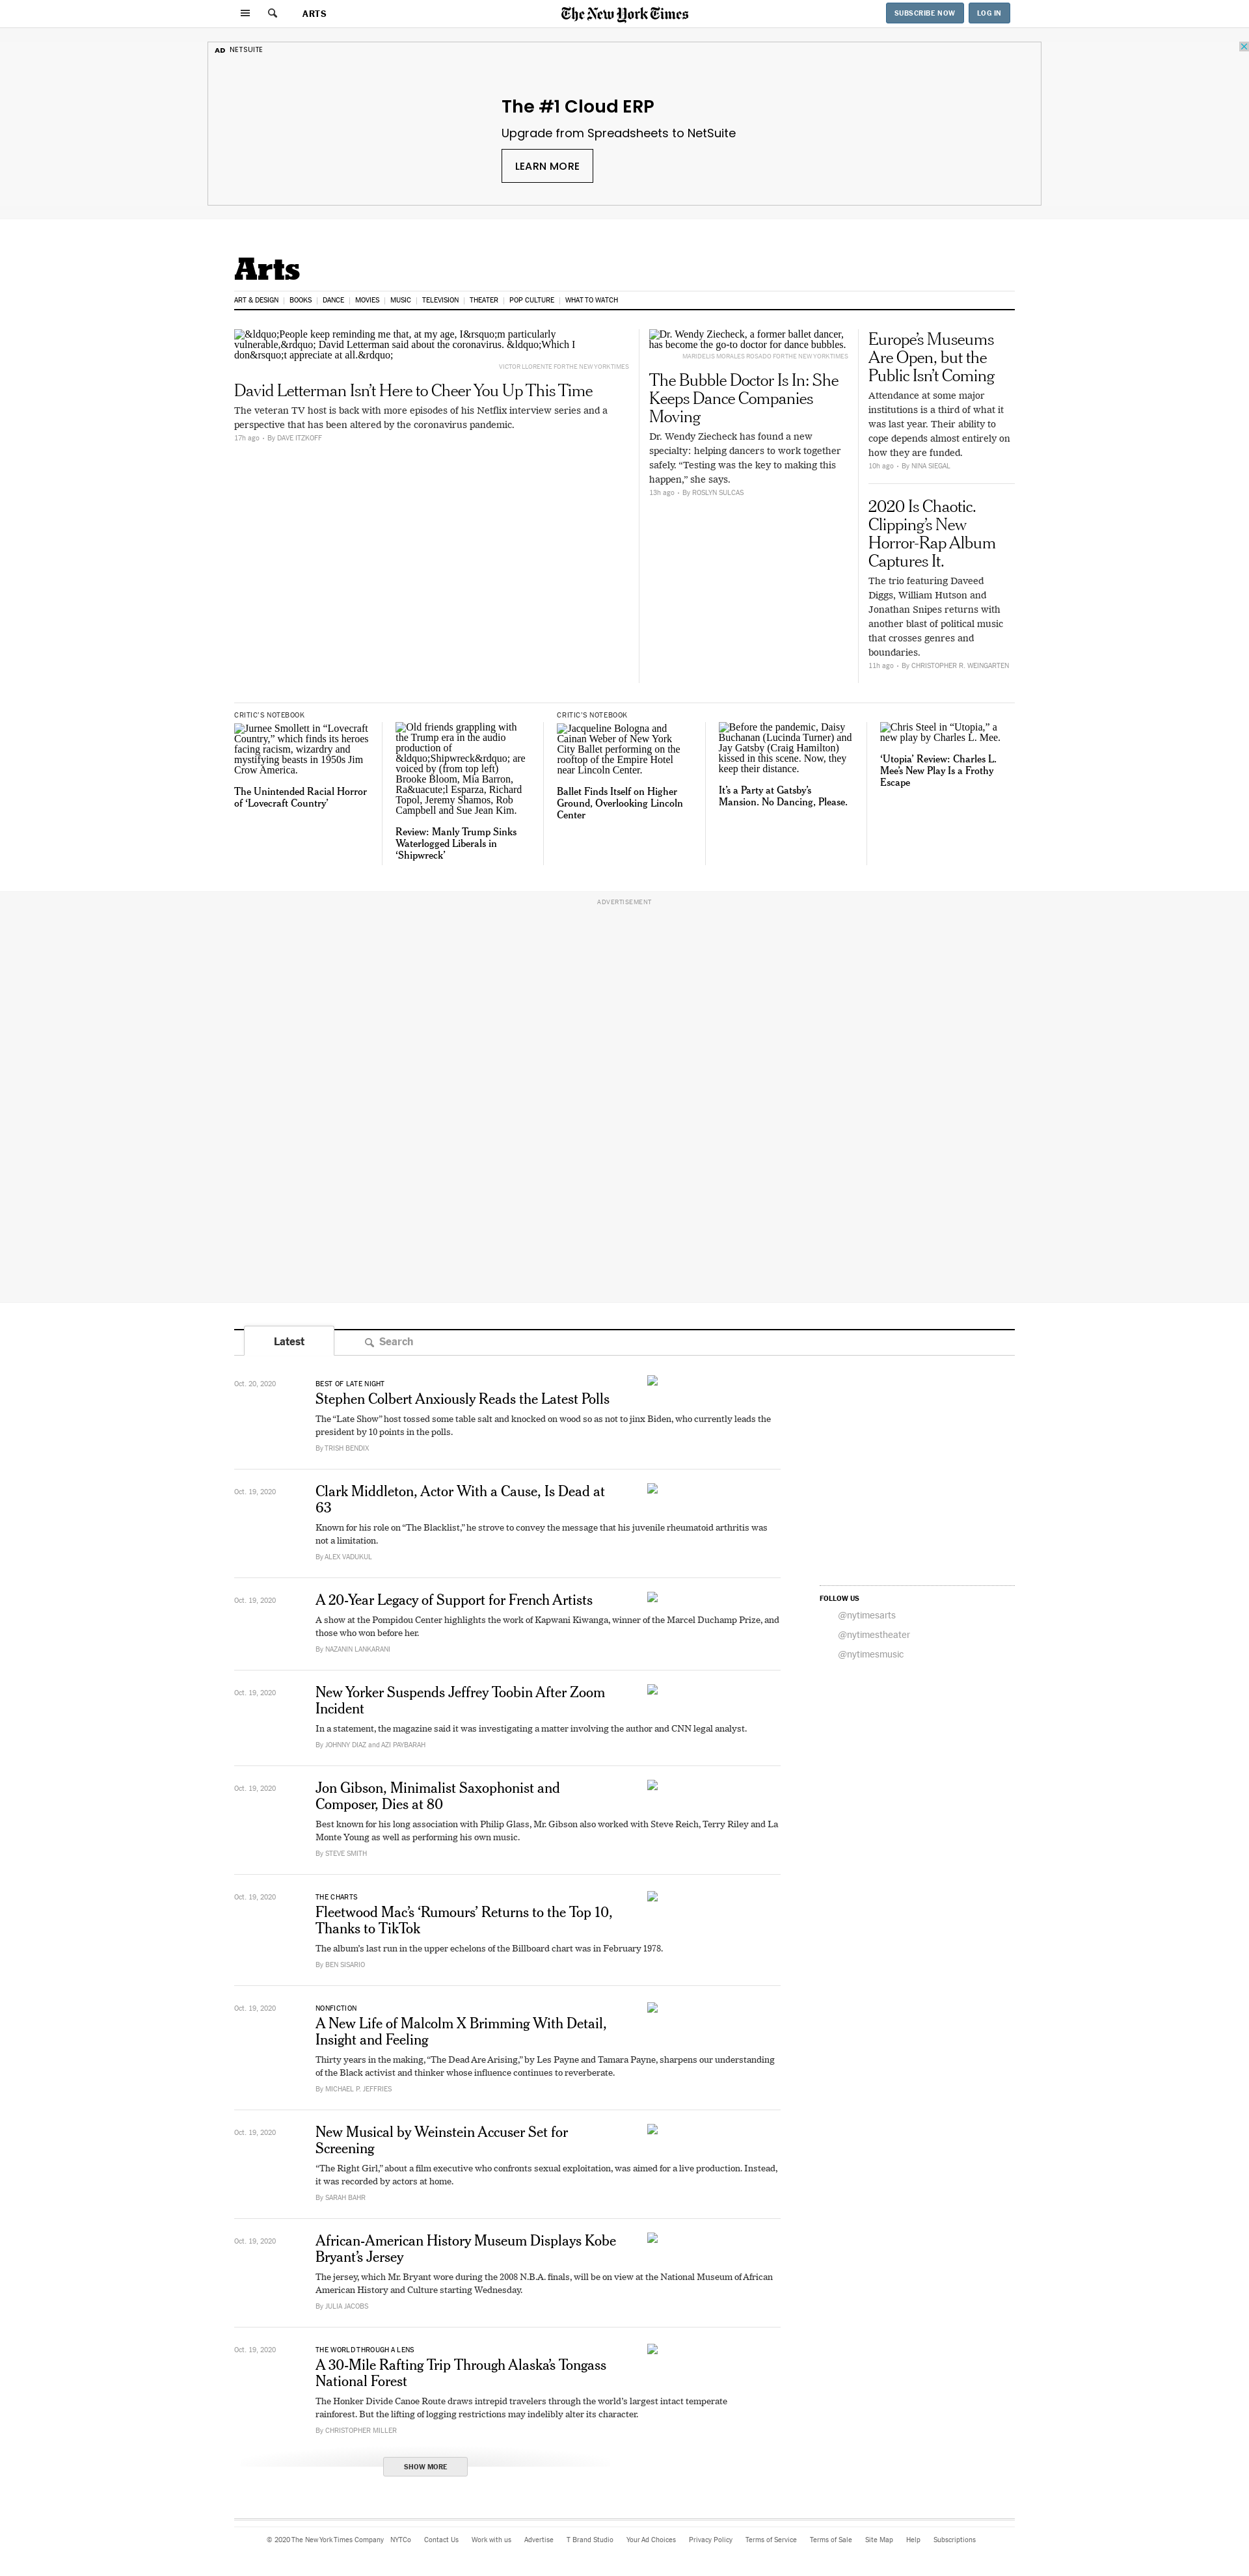 ARTS
The New York Times
SUBSCRIBE NOW
LOG IN
AD NETSUITE
The #1 Cloud ERP
Upgrade from Spreadsheets to NetSuite
LEARN MORE
Arts
ART & DESIGN | BOOKS | DANCE | MOVIES | MUSIC | TELEVISION | THEATER | POP CULTURE | WHAT TO WATCH
&ldquo;People keep reminding me that, at my age, I&rsquo;m particularly
vulnerable,&rdquo; David Letterman said about the coronavirus. &ldquo;Which I
don&rsquo;t appreciate at all.&rdquo;
VICTOR LLORENTE FOR THE NEW YORK TIMES
David Letterman Isn’t Here to Cheer You Up This Time
The veteran TV host is back with more episodes of his Netflix interview series and a
perspective that has been altered by the coronavirus pandemic.
17h ago • By DAVE ITZKOFF
Dr. Wendy Ziecheck, a former ballet dancer,
has become the go-to doctor for dance bubbles.
MARIDELIS MORALES ROSADO FOR THE NEW YORK TIMES
The Bubble Doctor Is In: She
Keeps Dance Companies
Moving
Dr. Wendy Ziecheck has found a new
specialty: helping dancers to work together
safely. “Testing was the key to making this
happen,” she says.
13h ago • By ROSLYN SULCAS
Europe’s Museums
Are Open, but the
Public Isn’t Coming
Attendance at some major
institutions is a third of what it
was last year. Their ability to
cope depends almost entirely on
how they are funded.
10h ago • By NINA SIEGAL
2020 Is Chaotic.
Clipping’s New
Horror-Rap Album
Captures It.
The trio featuring Daveed
Diggs, William Hutson and
Jonathan Snipes returns with
another blast of political music
that crosses genres and
boundaries.
11h ago • By CHRISTOPHER R. WEINGARTEN
CRITIC’S NOTEBOOK
Jurnee Smollett in “Lovecraft
Country,” which finds its heroes
facing racism, wizardry and
mystifying beasts in 1950s Jim
Crow America.
The Unintended Racial Horror
of ‘Lovecraft Country’
Old friends grappling with
the Trump era in the audio
production of
&ldquo;Shipwreck&rdquo; are
voiced by (from top left)
Brooke Bloom, Mia Barron,
Ra&uacute;l Esparza, Richard
Topol, Jeremy Shamos, Rob
Campbell and Sue Jean Kim.
Review: Manly Trump Sinks
Waterlogged Liberals in
‘Shipwreck’
CRITIC’S NOTEBOOK
Jacqueline Bologna and
Cainan Weber of New York
City Ballet performing on the
rooftop of the Empire Hotel
near Lincoln Center.
Ballet Finds Itself on Higher
Ground, Overlooking Lincoln
Center
Before the pandemic, Daisy
Buchanan (Lucinda Turner) and
Jay Gatsby (Craig Hamilton)
kissed in this scene. Now, they
keep their distance.
It’s a Party at Gatsby’s
Mansion. No Dancing, Please.
Chris Steel in “Utopia,” a
new play by Charles L. Mee.
‘Utopia’ Review: Charles L.
Mee’s New Play Is a Frothy
Escape
ADVERTISEMENT
Latest
Search
Oct. 20, 2020
BEST OF LATE NIGHT
Stephen Colbert Anxiously Reads the Latest Polls
The “Late Show” host tossed some table salt and knocked on wood so as not to jinx Biden, who currently leads the
president by 10 points in the polls.
By TRISH BENDIX
Oct. 19, 2020
Clark Middleton, Actor With a Cause, Is Dead at
63
Known for his role on “The Blacklist,” he strove to convey the message that his juvenile rheumatoid arthritis was
not a limitation.
By ALEX VADUKUL
Oct. 19, 2020
A 20-Year Legacy of Support for French Artists
A show at the Pompidou Center highlights the work of Kapwani Kiwanga, winner of the Marcel Duchamp Prize, and
those who won before her.
By NAZANIN LANKARANI
FOLLOW US
@nytimesarts
@nytimestheater
@nytimesmusic
Oct. 19, 2020
New Yorker Suspends Jeffrey Toobin After Zoom
Incident
In a statement, the magazine said it was investigating a matter involving the author and CNN legal analyst.
By JOHNNY DIAZ and AZI PAYBARAH
Oct. 19, 2020
Jon Gibson, Minimalist Saxophonist and
Composer, Dies at 80
Best known for his long association with Philip Glass, Mr. Gibson also worked with Steve Reich, Terry Riley and La
Monte Young as well as performing his own music.
By STEVE SMITH
Oct. 19, 2020
THE CHARTS
Fleetwood Mac’s ‘Rumours’ Returns to the Top 10,
Thanks to TikTok
The album’s last run in the upper echelons of the Billboard chart was in February 1978.
By BEN SISARIO
Oct. 19, 2020
NONFICTION
A New Life of Malcolm X Brimming With Detail,
Insight and Feeling
Thirty years in the making, “The Dead Are Arising,” by Les Payne and Tamara Payne, sharpens our understanding
of the Black activist and thinker whose influence continues to reverberate.
By MICHAEL P. JEFFRIES
Oct. 19, 2020
New Musical by Weinstein Accuser Set for
Screening
“The Right Girl,” about a film executive who confronts sexual exploitation, was aimed for a live production. Instead,
it was recorded by actors at home.
By SARAH BAHR
Oct. 19, 2020
African-American History Museum Displays Kobe
Bryant’s Jersey
The jersey, which Mr. Bryant wore during the 2008 N.B.A. finals, will be on view at the National Museum of African
American History and Culture starting Wednesday.
By JULIA JACOBS
Oct. 19, 2020
THE WORLD THROUGH A LENS
A 30-Mile Rafting Trip Through Alaska’s Tongass
National Forest
The Honker Divide Canoe Route draws intrepid travelers through the world’s largest intact temperate
rainforest. But the lifting of logging restrictions may indelibly alter its character.
By CHRISTOPHER MILLER
SHOW MORE
© 2020 The New York Times Company NYTCo Contact Us Work with us Advertise T Brand Studio Your Ad Choices Privacy Policy Terms of Service Terms of Sale Site Map Help Subscriptions